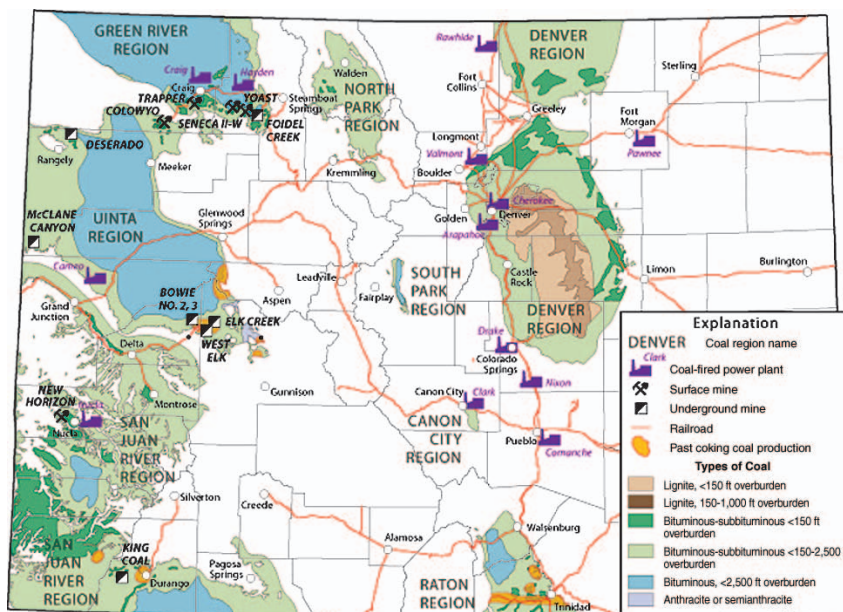 GREEN RIVER
REGION
Craig
Hayden
Craig
TRAPPER
YOAST
COLOWYO
SENECA II-W
FOIDEL
CREEK
Steamboat
Springs
Walden
NORTH
PARK
REGION
Rawhide
DENVER
REGION
Fort
Collins
Greeley
Sterling
Fort
Morgan
Pawnee
Longmont
Valmont
Boulder
Rangely
DESERADO
Meeker
Kremmling
McCLANE
CANYON
UINTA
REGION
Glenwood
Springs
Golden
Cherokee
Denver
Arapahoe
Cameo
BOWIE
NO. 2, 3
Leadville
Aspen
Fairplay
SOUTH
PARK
REGION
Castle
Rock
Limon
Burlington
DENVER
REGION
Grand
Junction
ELK CREEK
WEST
ELK
Delta
Drake
Colorado
Springs
NEW
HORIZON
Nucla
Nucla
Montrose
Gunnison
Canon City
Clark
Nixon
SAN
JUAN
RIVER
REGION
CANON
CITY
REGION
Pueblo
Comanche
Silverton
Creede
Walsenburg
SAN
JUAN
RIVER
REGION
KING
COAL
Durango
Pagosa
Springs
Alamosa
RATON
REGION
Trinidad
Explanation
DENVER Coal region name
Clark
Coal-fired power plant
Surface mine
Underground mine
Railroad
Past coking coal production
Types of Coal
Lignite, <150 ft overburden
Lignite, 150-1,000 ft overburden
Bituminous-subbituminous <150 ft
overburden
Bituminous-subbituminous <150-2,500
overburden
Bituminous, <2,500 ft overburden
Anthracite or semianthracite